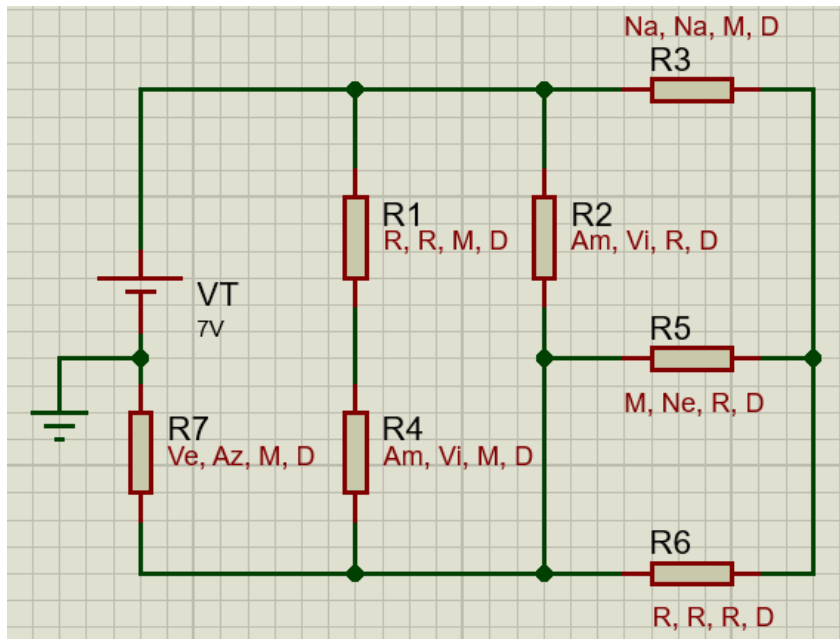 Na, Na, M, D
R3
R1
R, R, M, D
R2
Am, Vi, R, D
VT
7V
R5
M, Ne, R, D
R7
Ve, Az, M, D
R4
Am, Vi, M, D
R6
R, R, R, D